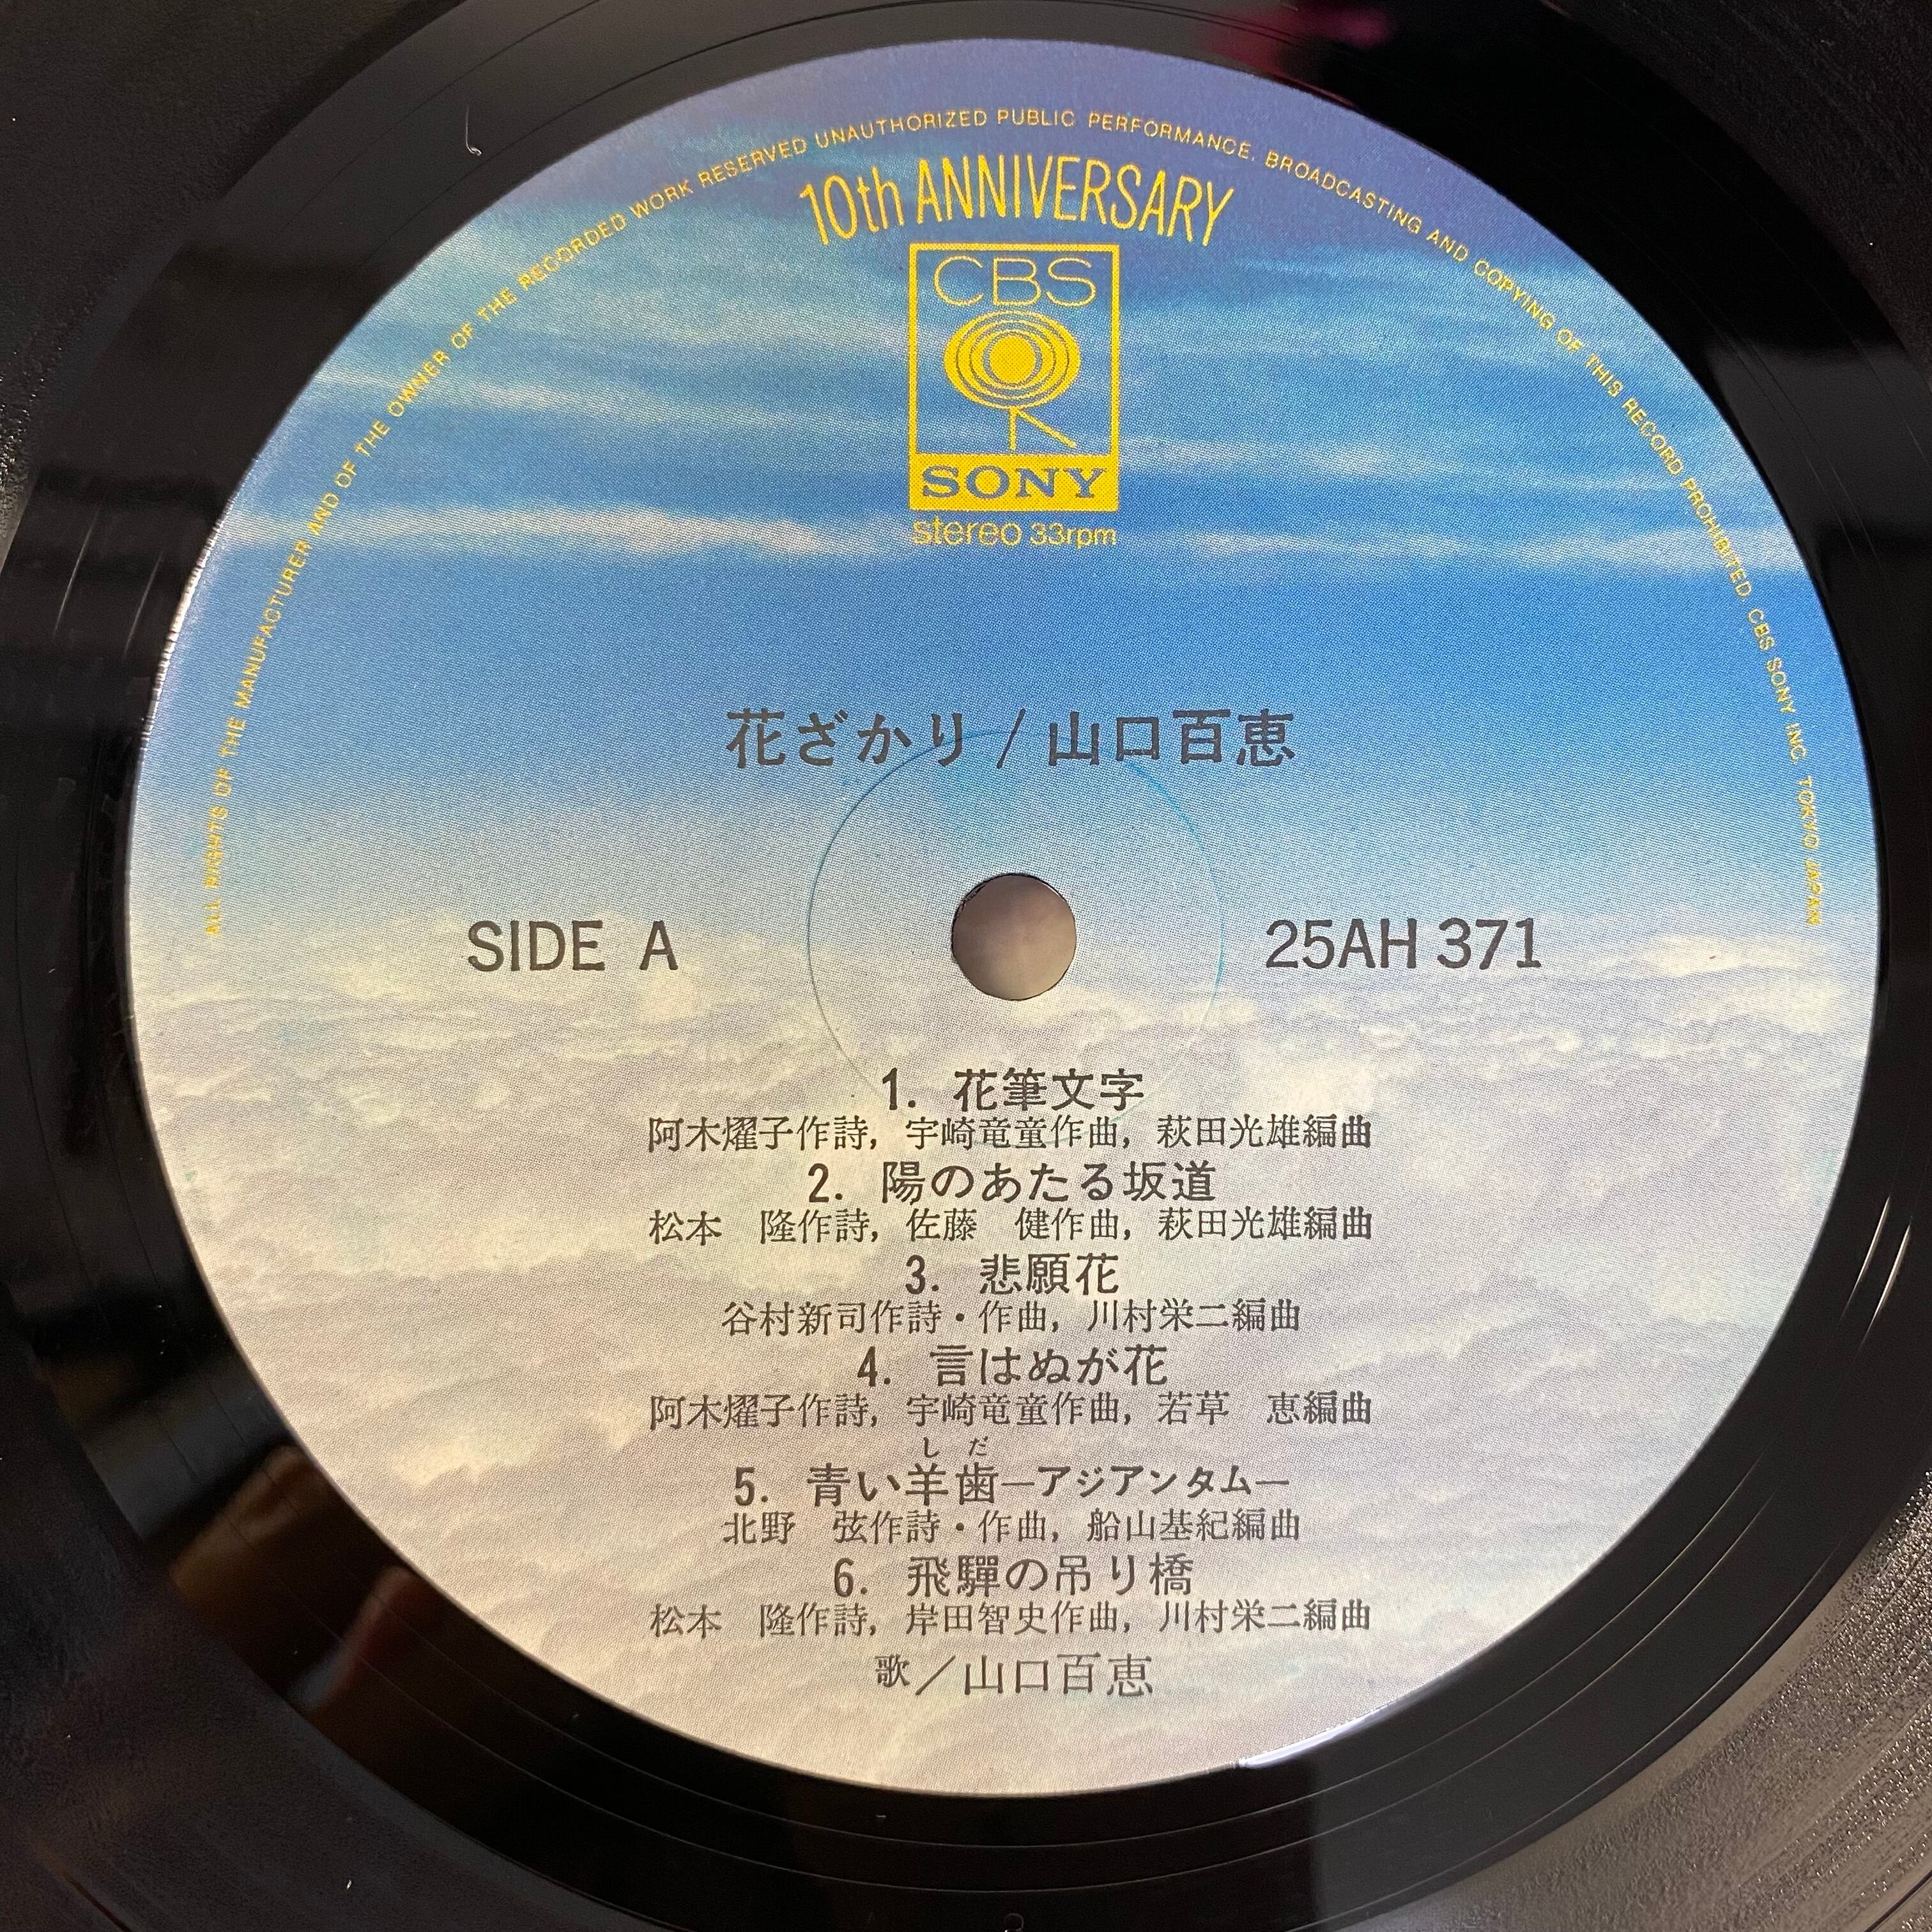 ALL RIGHTS OF THE MANUFACTURER AND OF THE OWNER OF THE RECORDED WORK RESERVED UNAUTHORIZED PUBLIC PERFORMANCE. BROADCASTING AND COPYING OF THIS RECORD PROHIBITED CBS SONY INC. TOKYO JAPAN
10th ANNIVERSARY
CBS
SONY
stereo 33rpm
花ざかり/山口百恵
SIDE A
25AH 371
1. 花筆文字
阿木燿子作詩, 宇崎竜童作曲, 萩田光雄編曲
2. 陽のあたる坂道
松本 隆作詩, 佐藤 健作曲, 萩田光雄編曲
3. 悲願花
谷村新司作詩・作曲, 川村栄二編曲
4. 言はぬが花
阿木燿子作詩, 宇崎竜童作曲, 若草 恵編曲
しだ
5. 青い羊歯—アジアンタム—
北野 弦作詩・作曲, 船山基紀編曲
6. 飛驒の吊り橋
松本 隆作詩, 岸田智史作曲, 川村栄二編曲
歌/山口百恵